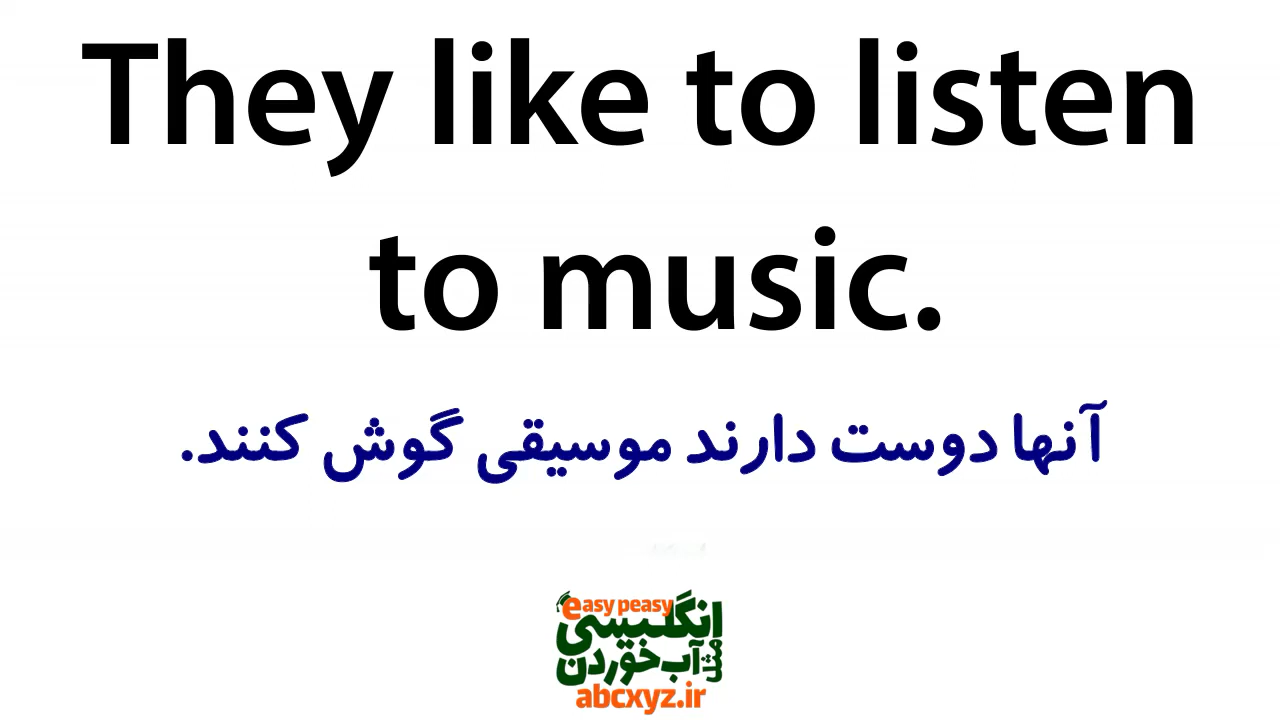 They like to listen
to music.
آنها دوست دارند موسیقی گوش کنند.
easy peasy
انگلیسی
مثل آب خوردن
abcxyz.ir